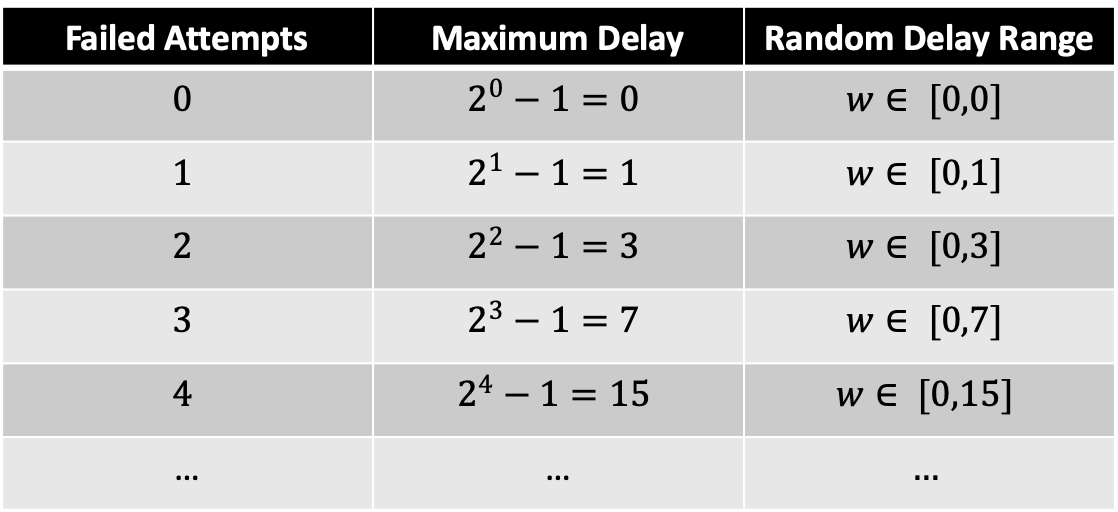 Failed Attempts Maximum Delay Random Delay Range
0 2⁰ − 1 = 0 w ∈ [0,0]
1 2¹ − 1 = 1 w ∈ [0,1]
2 2² − 1 = 3 w ∈ [0,3]
3 2³ − 1 = 7 w ∈ [0,7]
4 2⁴ − 1 = 15 w ∈ [0,15]
... ... ...